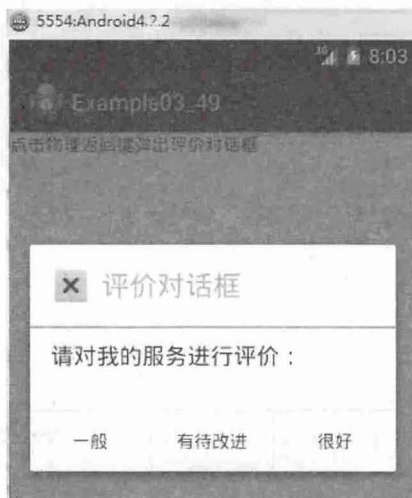 5554:Android4.2.2
3G 8:03
Example03_49
点击物理返回键弹出评价对话框
评价对话框
请对我的服务进行评价：
一般 有待改进 很好